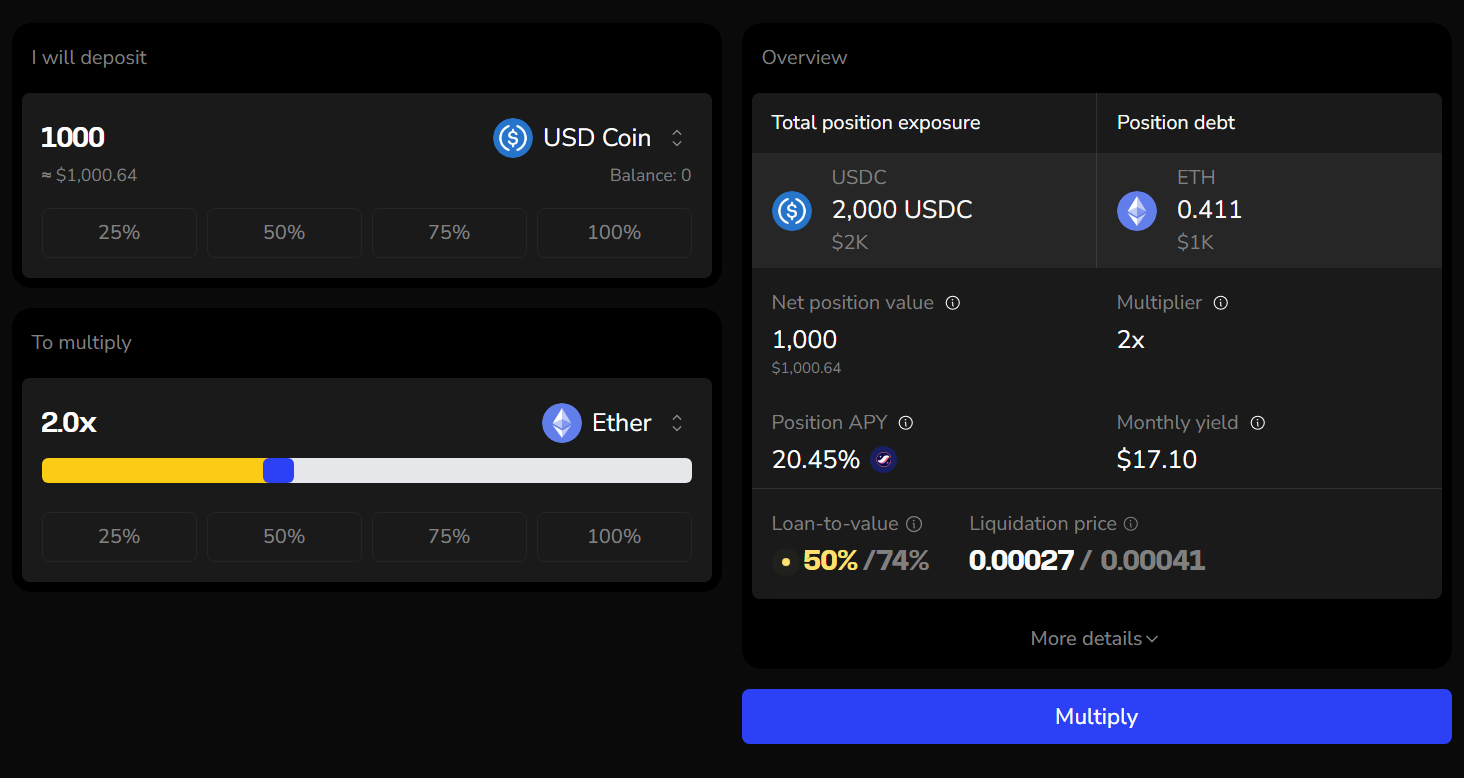 I will deposit
1000
USD Coin
≈ $1,000.64
Balance: 0
25%
50%
75%
100%
To multiply
2.0x
Ether
25%
50%
75%
100%
Overview
Total position exposure
Position debt
USDC
2,000 USDC
$2K
ETH
0.411
$1K
Net position value
1,000
$1,000.64
Multiplier
2x
Position APY
20.45%
Monthly yield
$17.10
Loan-to-value
50% /74%
Liquidation price
0.00027 / 0.00041
More details
Multiply